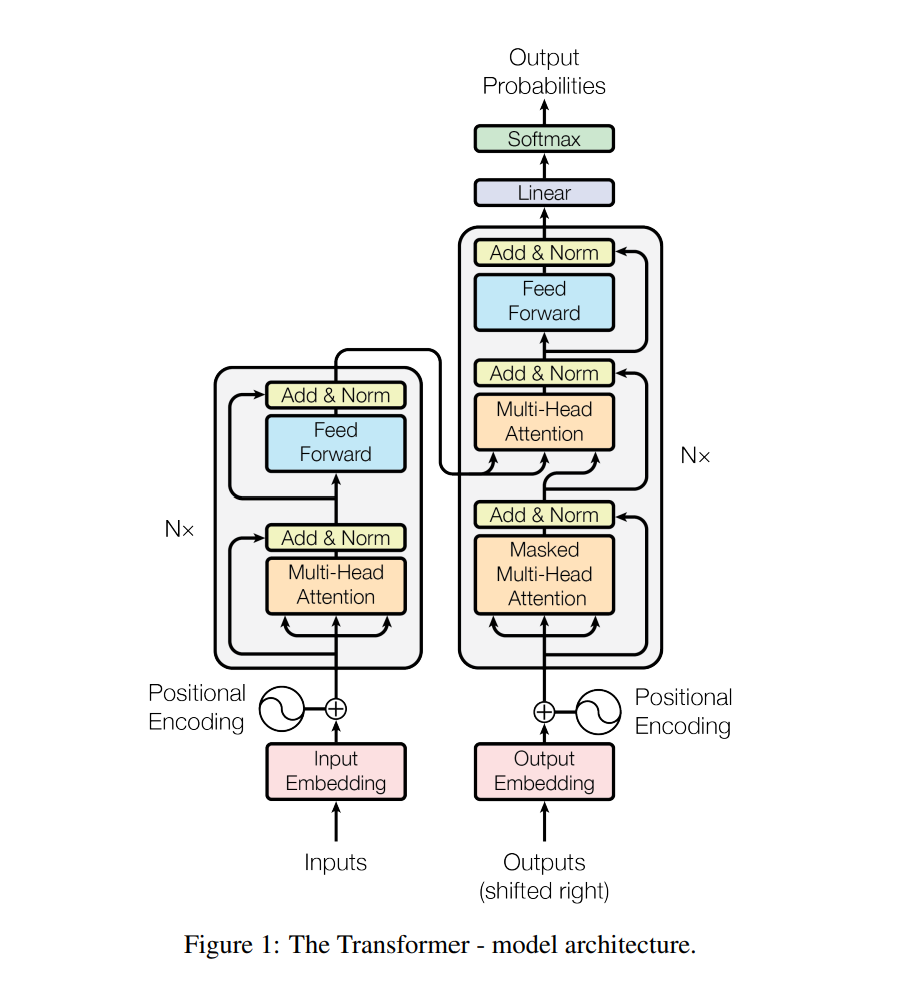 Output
Probabilities
Softmax
Linear
Add & Norm
Feed
Forward
Add & Norm
Multi-Head
Attention
N×
Add & Norm
Masked
Multi-Head
Attention
Add & Norm
Feed
Forward
N×
Add & Norm
Multi-Head
Attention
Positional
Encoding
Positional
Encoding
Input
Embedding
Output
Embedding
Inputs
Outputs
(shifted right)
Figure 1: The Transformer - model architecture.